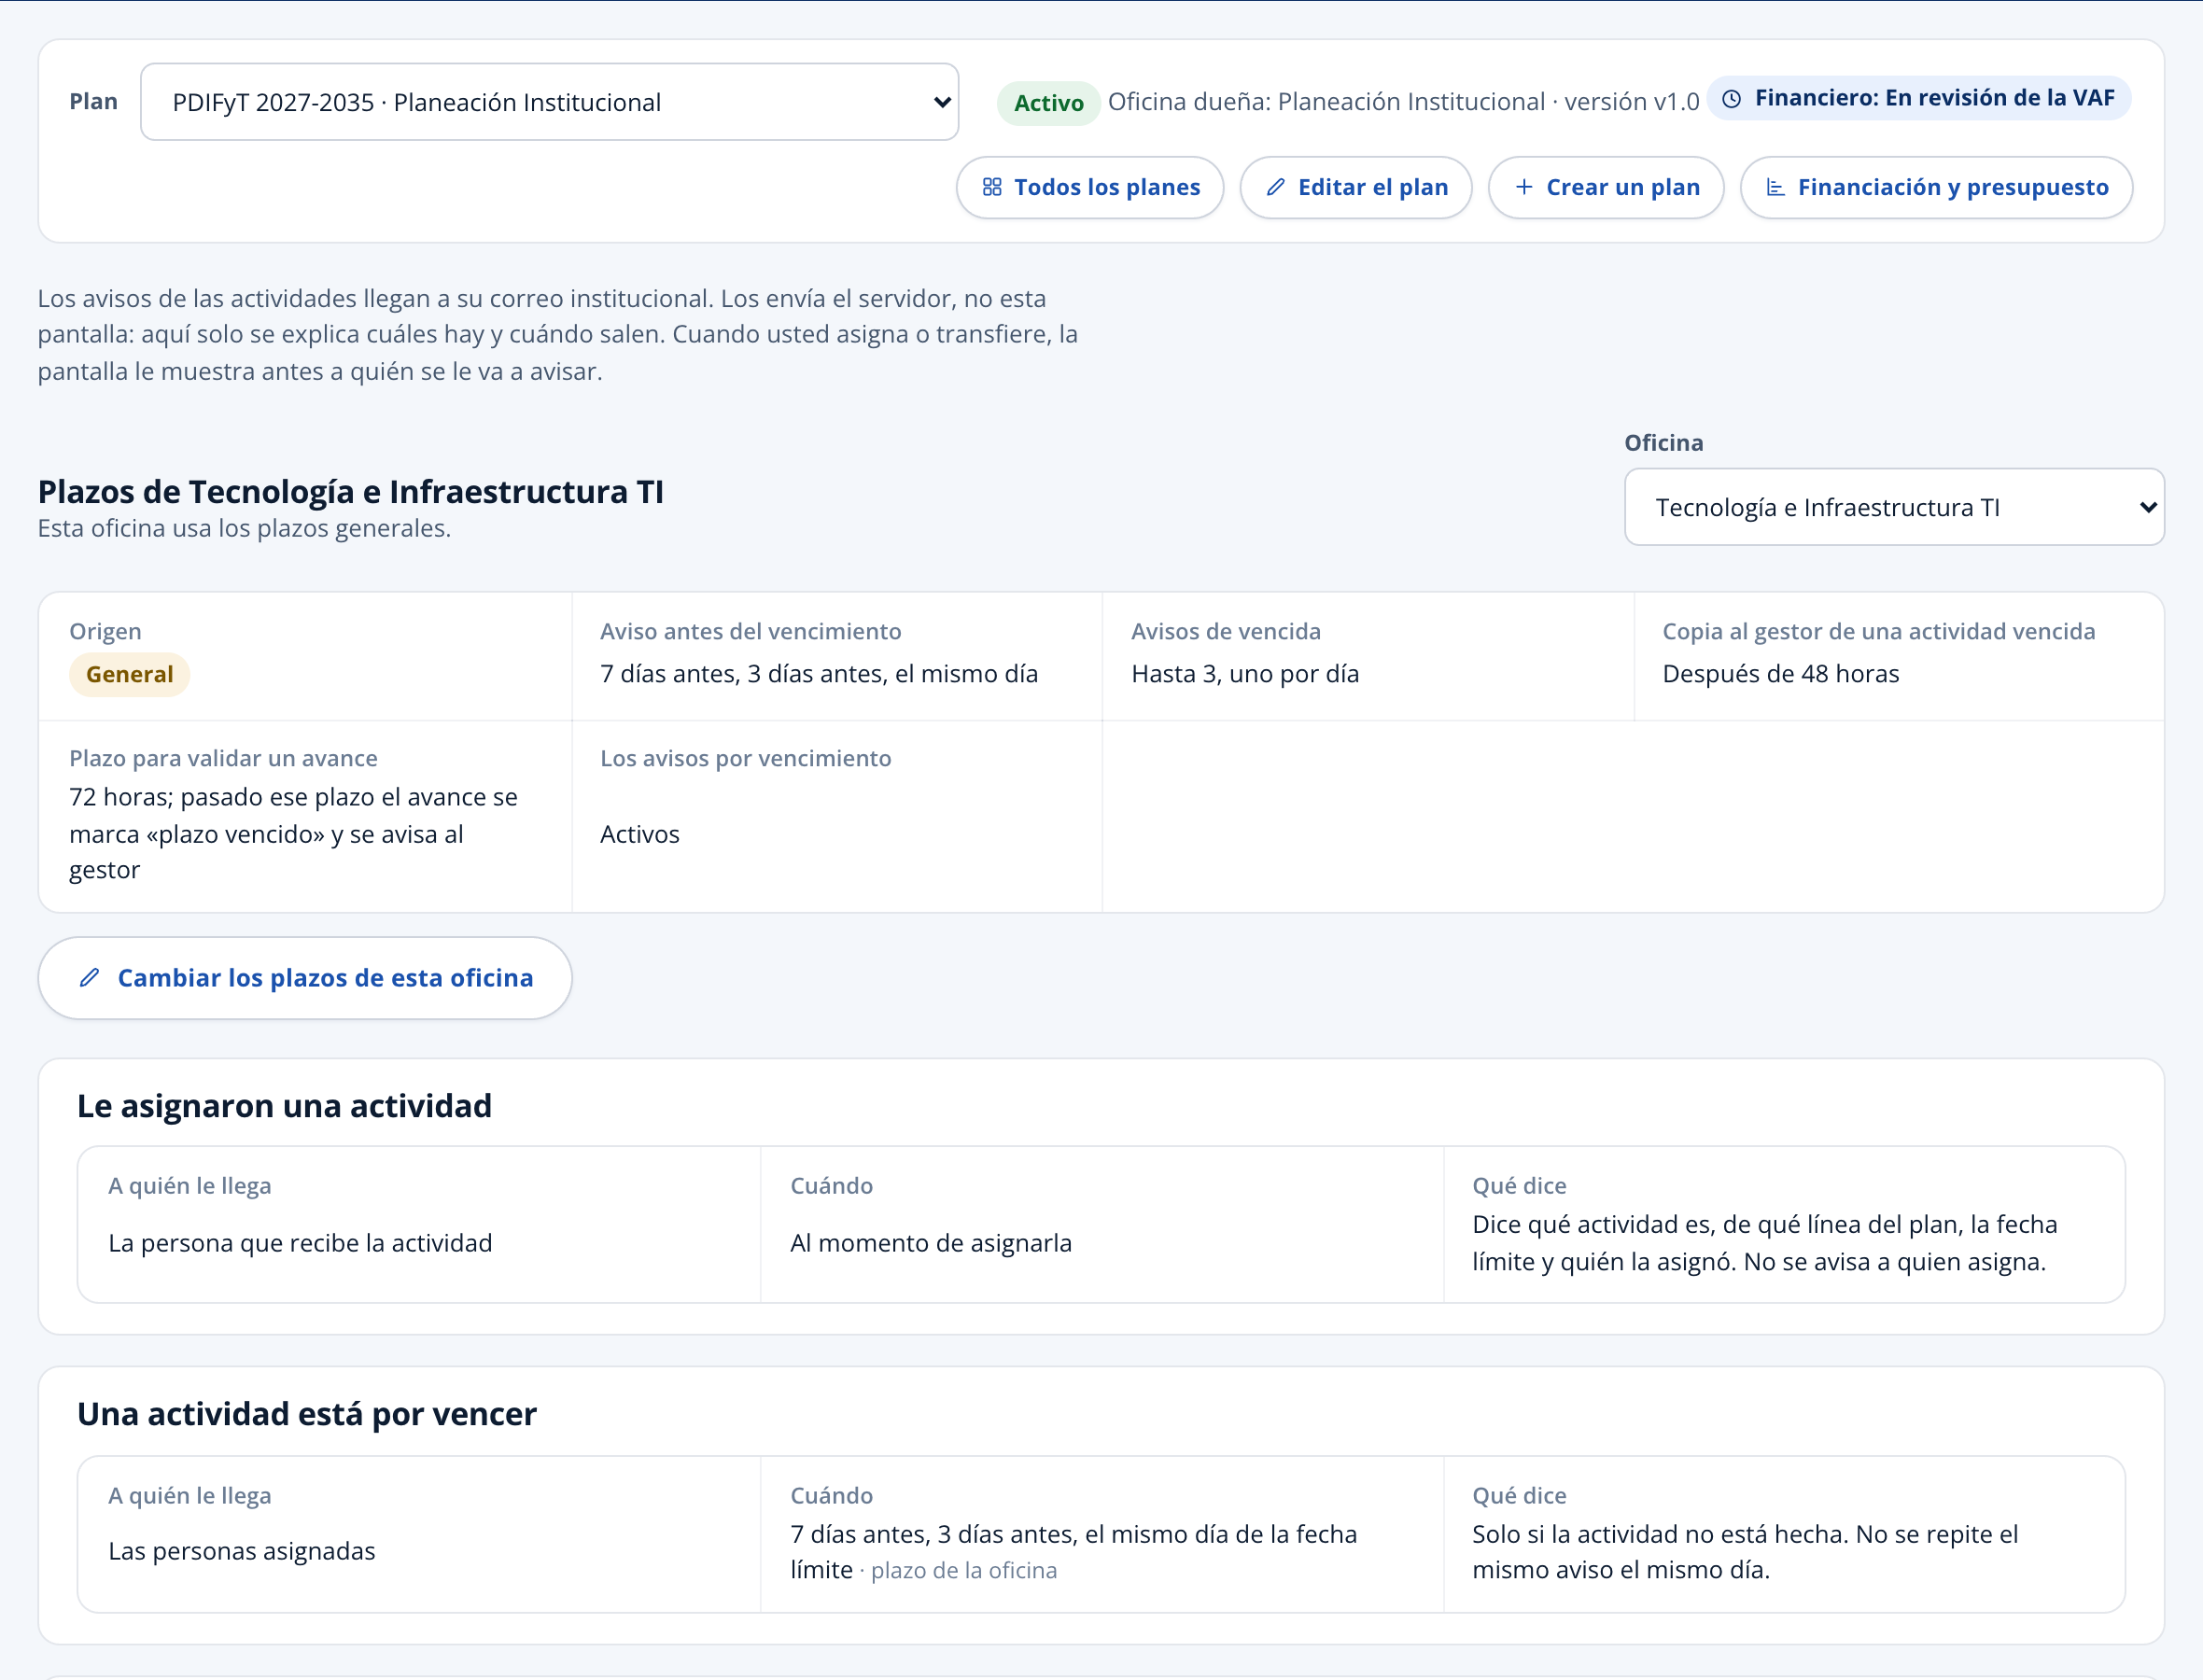 Plan
PDIFyT 2027-2035 · Planeación Institucional
Activo Oficina dueña: Planeación Institucional · versión v1.0 Financiero: En revisión de la VAF
Todos los planes
Editar el plan
Crear un plan
Financiación y presupuesto
Los avisos de las actividades llegan a su correo institucional. Los envía el servidor, no esta
pantalla: aquí solo se explica cuáles hay y cuándo salen. Cuando usted asigna o transfiere, la
pantalla le muestra antes a quién se le va a avisar.
Plazos de Tecnología e Infraestructura TI
Esta oficina usa los plazos generales.
Oficina
Tecnología e Infraestructura TI
Origen
General
Aviso antes del vencimiento
7 días antes, 3 días antes, el mismo día
Avisos de vencida
Hasta 3, uno por día
Copia al gestor de una actividad vencida
Después de 48 horas
Plazo para validar un avance
72 horas; pasado ese plazo el avance se
marca «plazo vencido» y se avisa al
gestor
Los avisos por vencimiento
Activos
Cambiar los plazos de esta oficina
Le asignaron una actividad
A quién le llega
La persona que recibe la actividad
Cuándo
Al momento de asignarla
Qué dice
Dice qué actividad es, de qué línea del plan, la fecha
límite y quién la asignó. No se avisa a quien asigna.
Una actividad está por vencer
A quién le llega
Las personas asignadas
Cuándo
7 días antes, 3 días antes, el mismo día de la fecha
límite · plazo de la oficina
Qué dice
Solo si la actividad no está hecha. No se repite el
mismo aviso el mismo día.